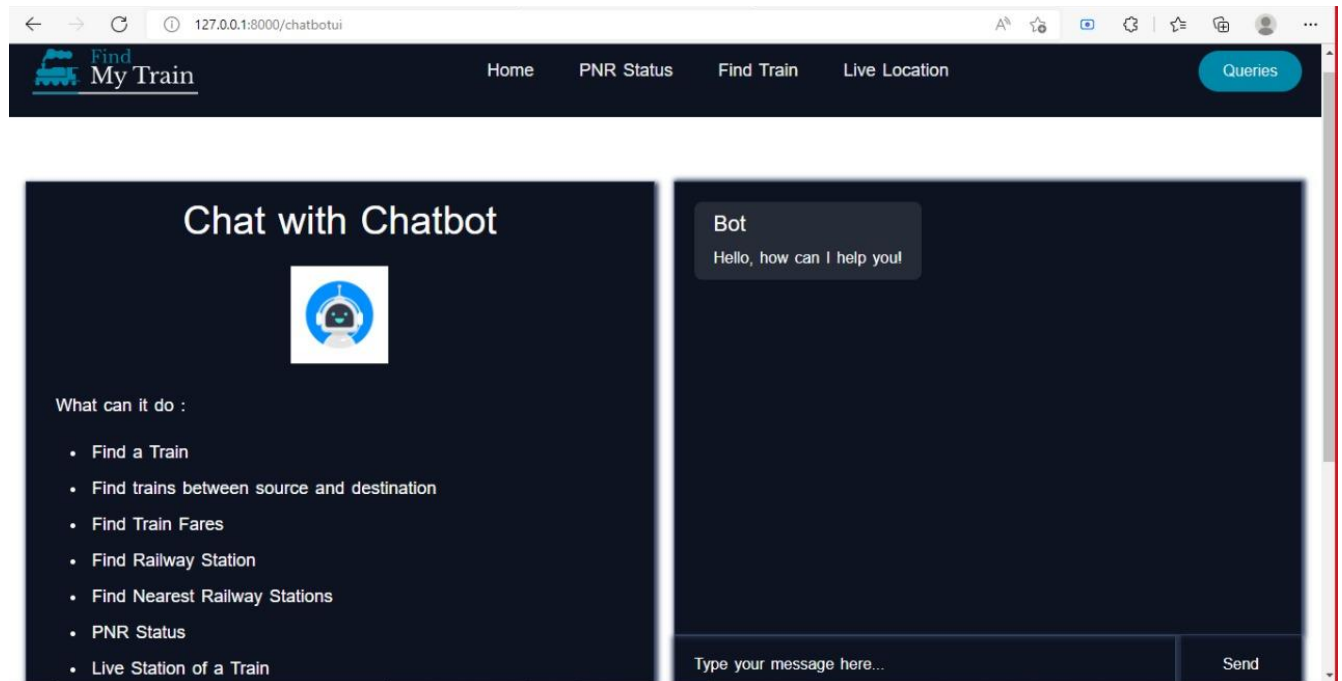 127.0.0.1:8000/chatbotui
Find
My Train
Home PNR Status Find Train Live Location Queries
Chat with Chatbot
What can it do :
• Find a Train
• Find trains between source and destination
• Find Train Fares
• Find Railway Station
• Find Nearest Railway Stations
• PNR Status
• Live Station of a Train
Bot
Hello, how can I help you!
Type your message here...
Send